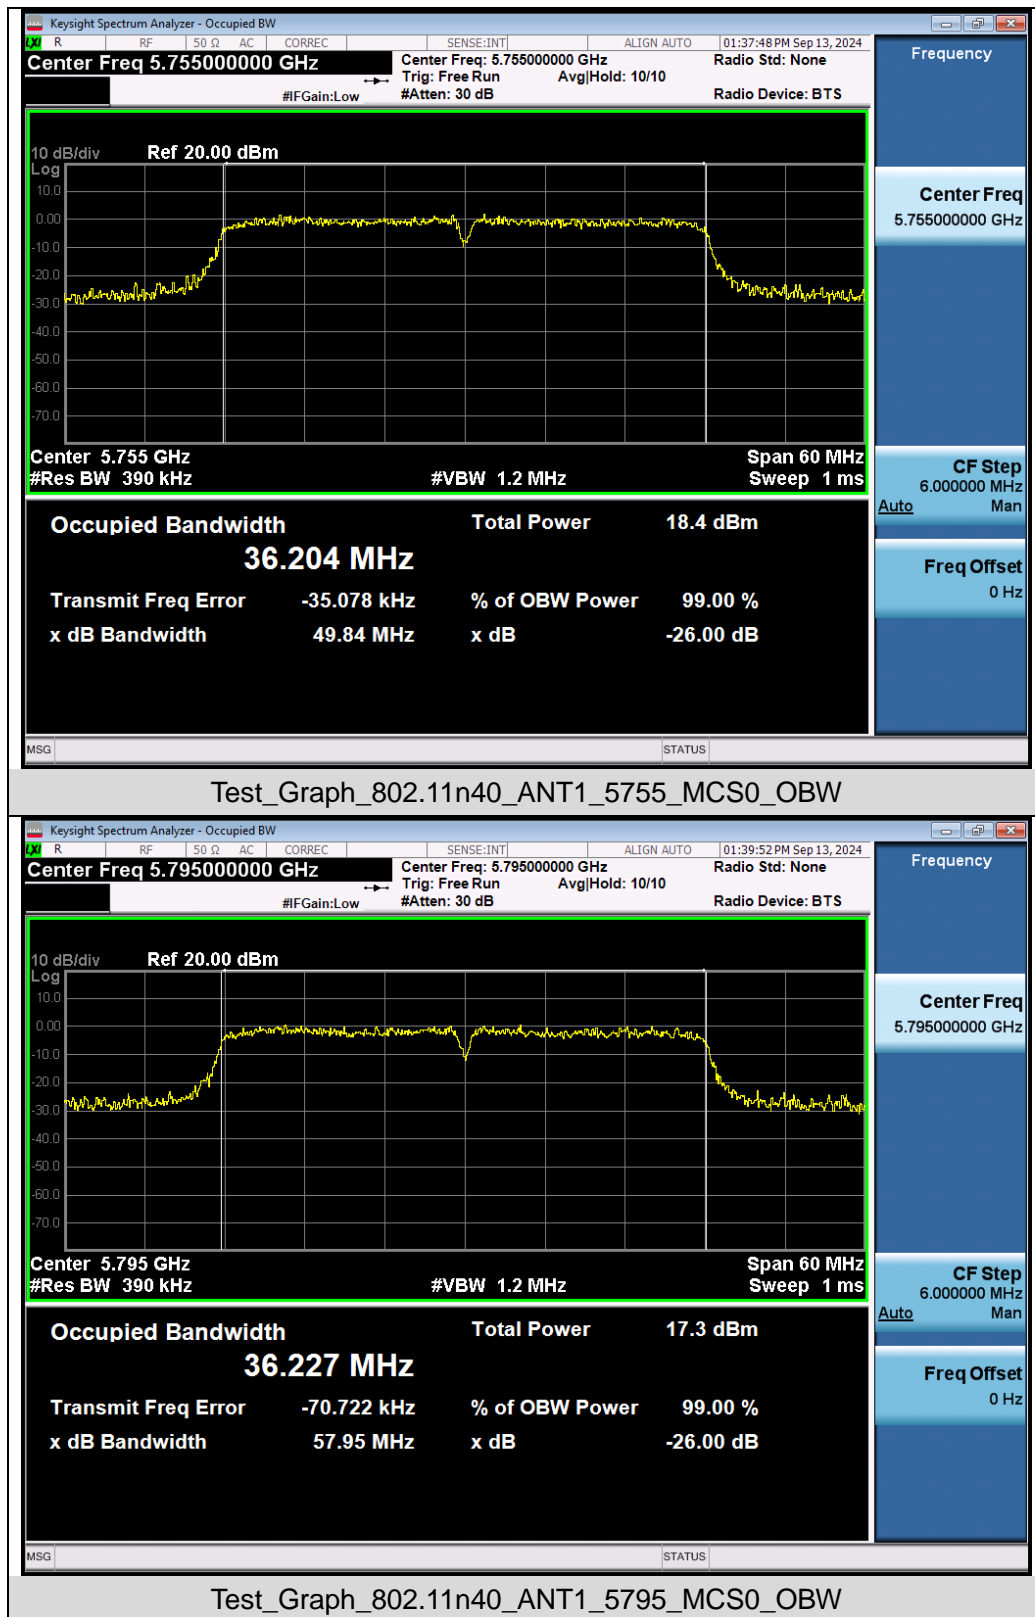 Keysight Spectrum Analyzer - Occupied BW
LXI R RF 50 Ω AC CORREC SENSE:INT ALIGN AUTO 01:37:48 PM Sep 13, 2024
Center Freq 5.755000000 GHz
Center Freq: 5.755000000 GHz
Radio Std: None
Trig: Free Run Avg|Hold: 10/10
#IFGain:Low #Atten: 30 dB Radio Device: BTS
Frequency
10 dB/div Ref 20.00 dBm
Log
10.0
0.00
-10.0
-20.0
-30.0
-40.0
-50.0
-60.0
-70.0
Center Freq
5.755000000 GHz
Center 5.755 GHz Span 60 MHz
#Res BW 390 kHz #VBW 1.2 MHz Sweep 1 ms
CF Step
6.000000 MHz
Auto Man
Occupied Bandwidth Total Power 18.4 dBm
36.204 MHz
Transmit Freq Error -35.078 kHz % of OBW Power 99.00 %
x dB Bandwidth 49.84 MHz x dB -26.00 dB
Freq Offset
0 Hz
MSG STATUS
Test_Graph_802.11n40_ANT1_5755_MCS0_OBW
Keysight Spectrum Analyzer - Occupied BW
LXI R RF 50 Ω AC CORREC SENSE:INT ALIGN AUTO 01:39:52 PM Sep 13, 2024
Center Freq 5.795000000 GHz
Center Freq: 5.795000000 GHz
Radio Std: None
Trig: Free Run Avg|Hold: 10/10
#IFGain:Low #Atten: 30 dB Radio Device: BTS
Frequency
10 dB/div Ref 20.00 dBm
Log
10.0
0.00
-10.0
-20.0
-30.0
-40.0
-50.0
-60.0
-70.0
Center Freq
5.795000000 GHz
Center 5.795 GHz Span 60 MHz
#Res BW 390 kHz #VBW 1.2 MHz Sweep 1 ms
CF Step
6.000000 MHz
Auto Man
Occupied Bandwidth Total Power 17.3 dBm
36.227 MHz
Transmit Freq Error -70.722 kHz % of OBW Power 99.00 %
x dB Bandwidth 57.95 MHz x dB -26.00 dB
Freq Offset
0 Hz
MSG STATUS
Test_Graph_802.11n40_ANT1_5795_MCS0_OBW